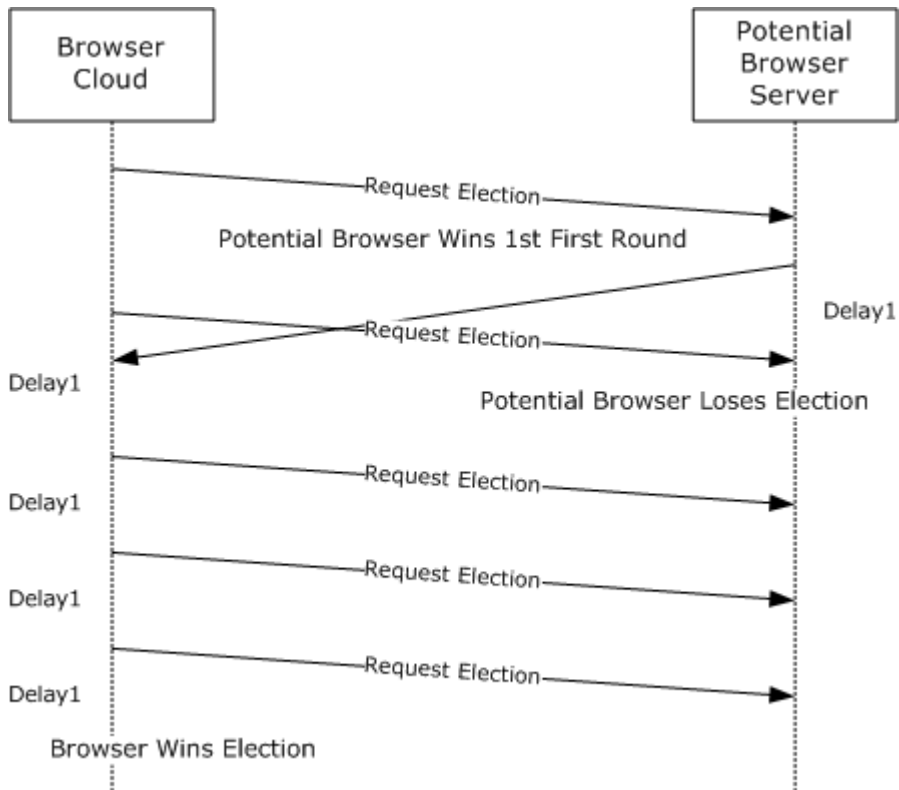 Browser
Cloud
Potential
Browser
Server
Request Election
Potential Browser Wins 1st First Round
Delay1
Request Election
Delay1
Potential Browser Loses Election
Request Election
Delay1
Request Election
Delay1
Request Election
Delay1
Browser Wins Election